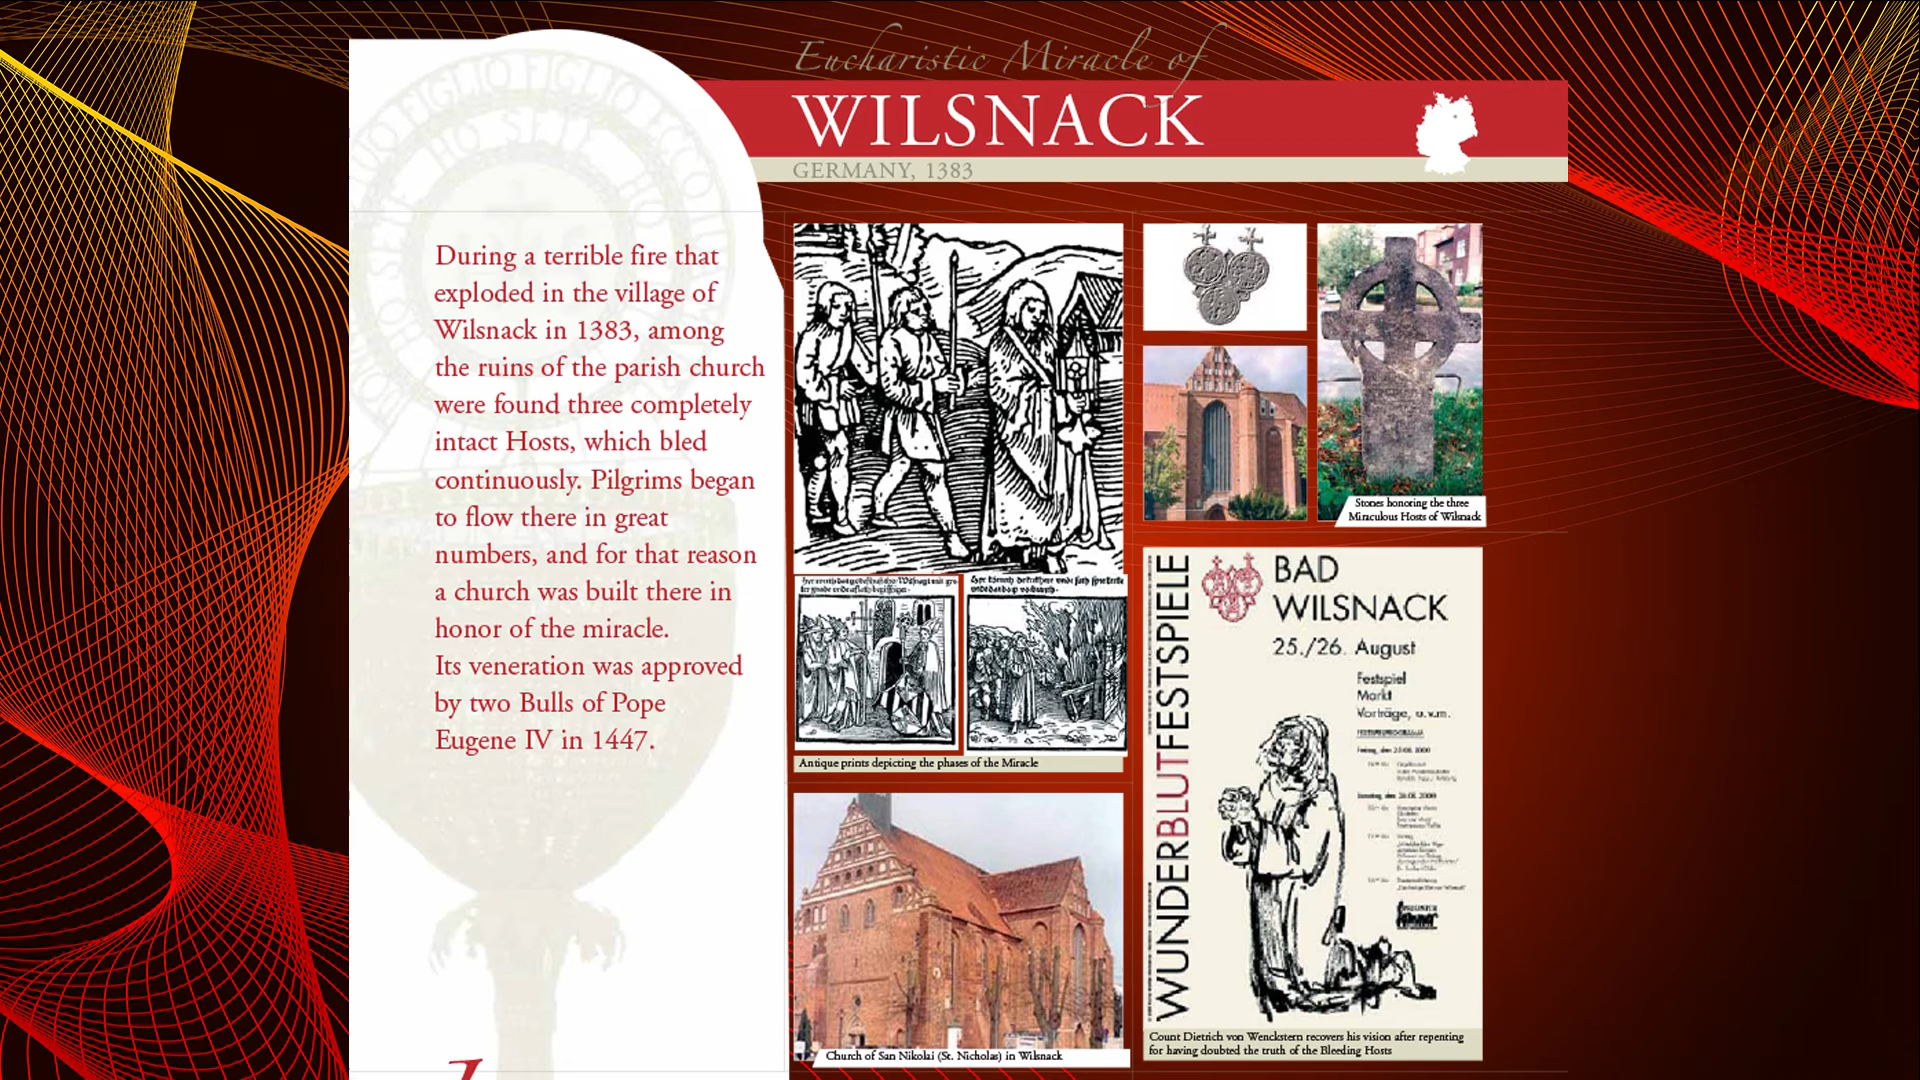 Eucharistic Miracle of
WILSNACK
GERMANY, 1383
During a terrible fire that
exploded in the village of
Wilsnack in 1383, among
the ruins of the parish church
were found three completely
intact Hosts, which bled
continuously. Pilgrims began
to flow there in great
numbers, and for that reason
a church was built there in
honor of the miracle.
Its veneration was approved
by two Bulls of Pope
Eugene IV in 1447.
Antique prints depicting the phases of the Miracle
Church of San Nikolai (St. Nicholas) in Wilsnack
Stones honoring the three
Miraculous Hosts of Wilsnack
WUNDERBLUTFESTSPIELE
BAD
WILSNACK
25./26. August
Festspiel
Markt
Vorträge, u.v.m.
Count Dietrich von Wenckstern recovers his vision after repenting
for having doubted the truth of the Bleeding Hosts